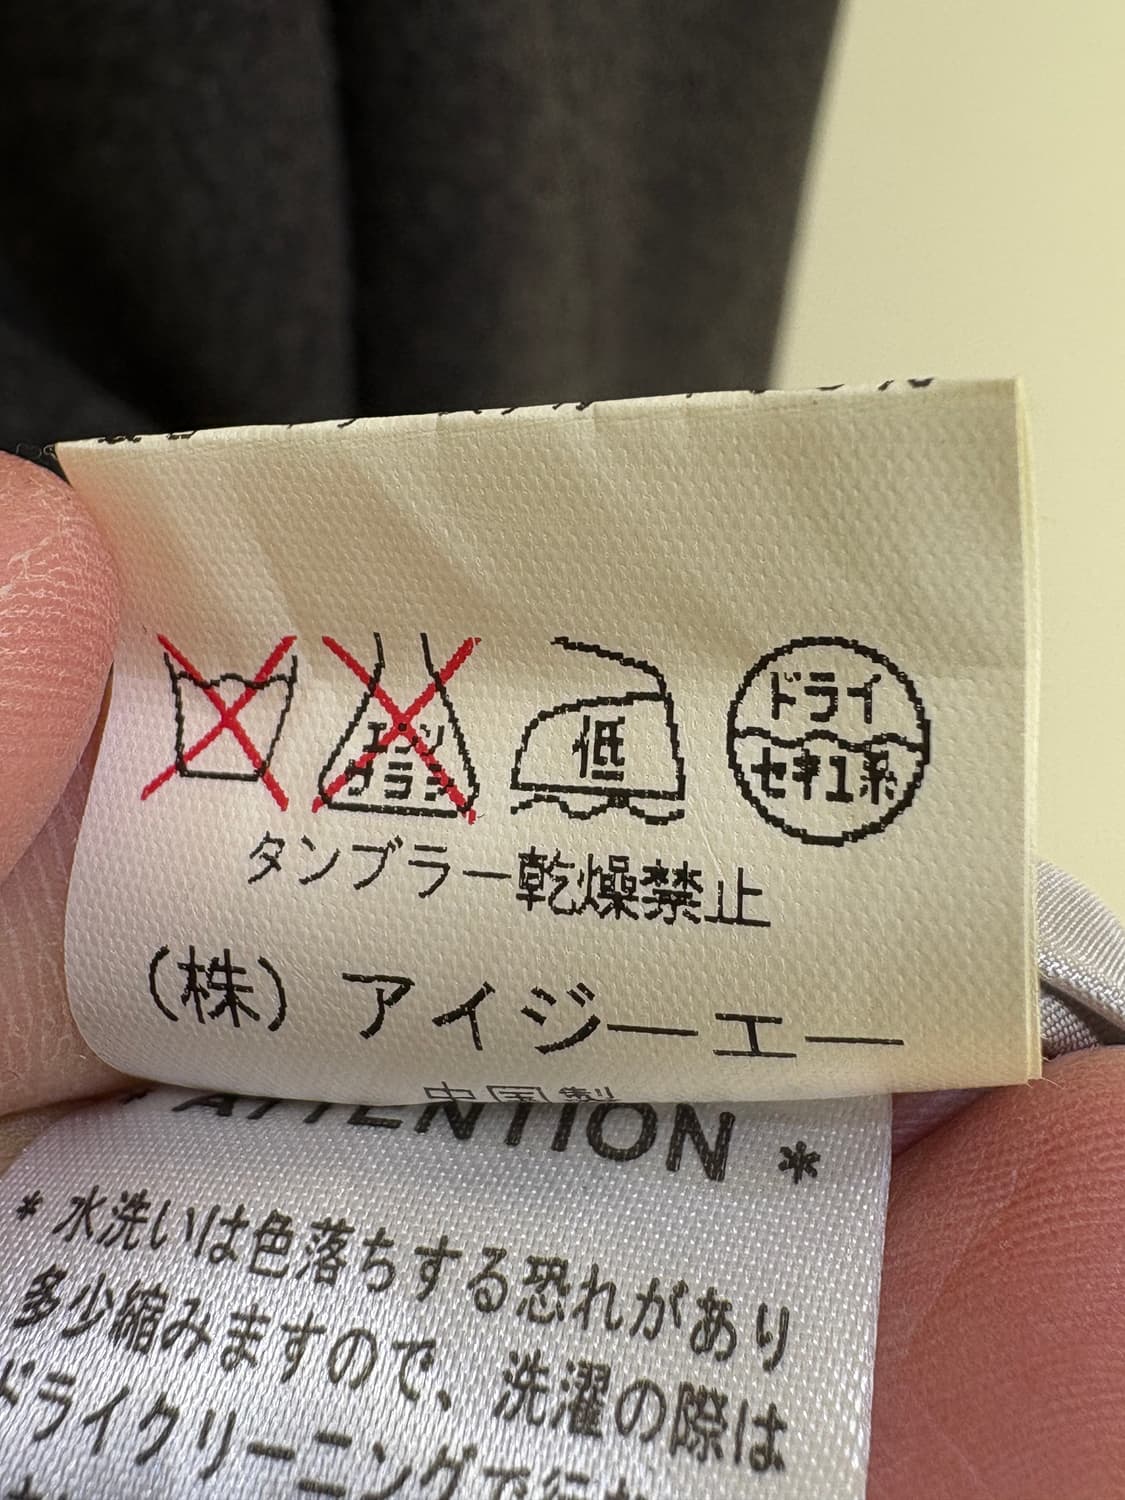 エンソ
サラシ
低
ドライ
セキユ系
タンブラー乾燥禁止
(株) アイジーエー
中国製
ATTENTION *
* 水洗いは色落ちする恐れがあり
多少縮みますので、洗濯の際は
ドライクリーニングで